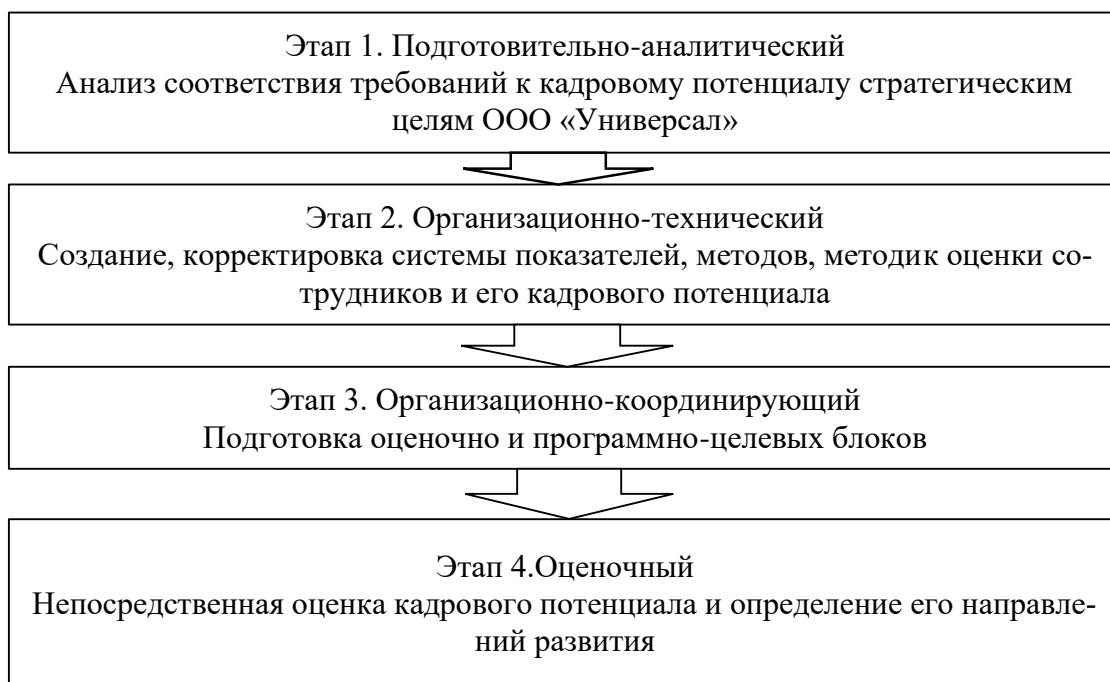 Этап 1. Подготовительно-аналитический
Анализ соответствия требований к кадровому потенциалу стратегическим
целям ООО «Универсал»
Этап 2. Организационно-технический
Создание, корректировка системы показателей, методов, методик оценки со-
трудников и его кадрового потенциала
Этап 3. Организационно-координирующий
Подготовка оценочно и программно-целевых блоков
Этап 4.Оценочный
Непосредственная оценка кадрового потенциала и определение его направле-
ний развития